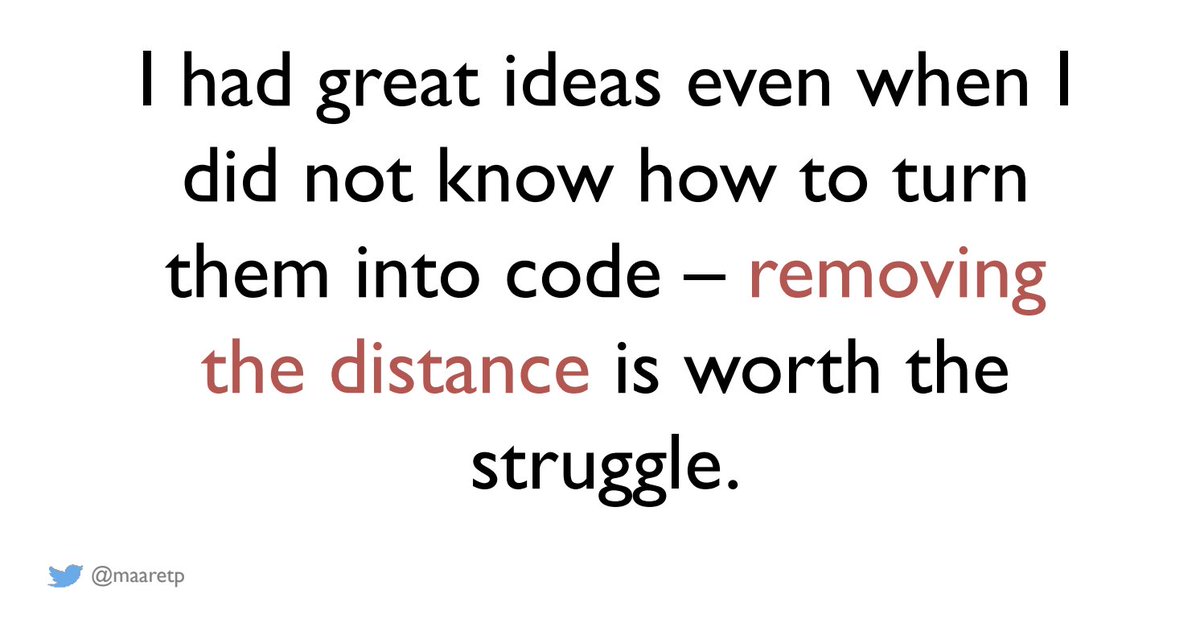 I had great ideas even when I
did not know how to turn
them into code – removing
the distance is worth the
struggle.
@maaretp